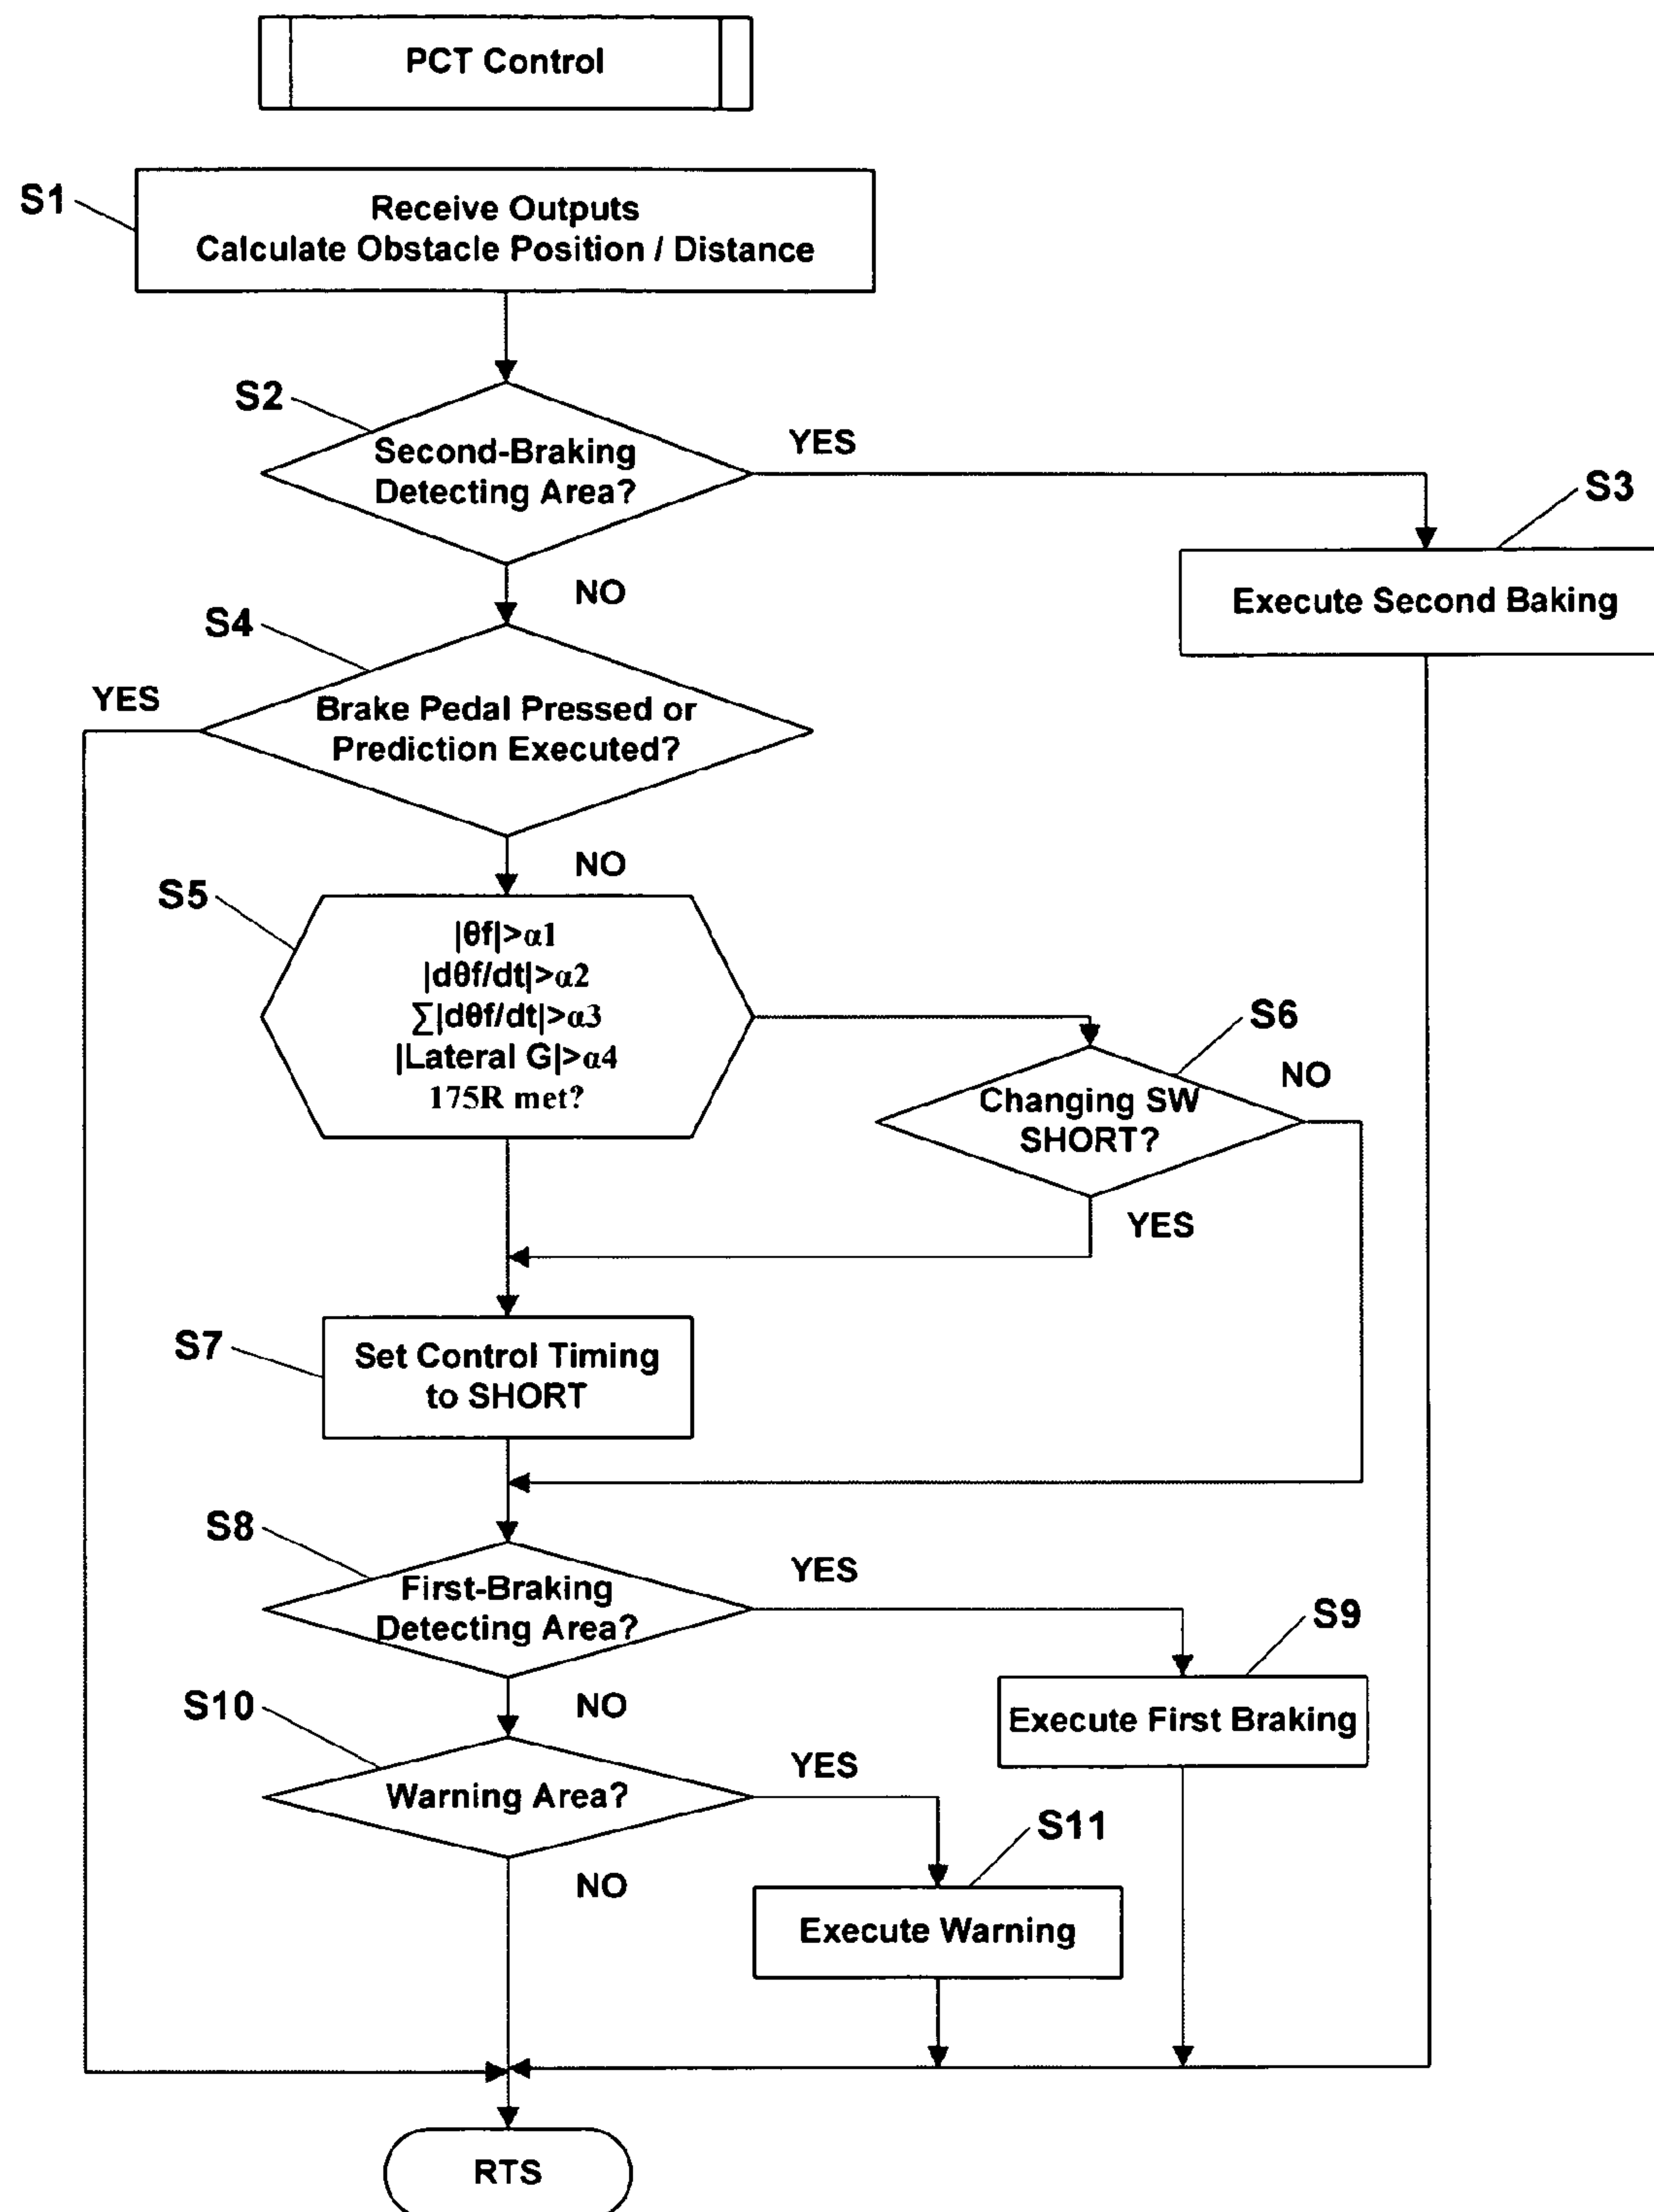 PCT Control
S1
Receive Outputs
Calculate Obstacle Position / Distance
S2
Second-Braking
Detecting Area?
YES
NO
S3
Execute Second Baking
S4
YES
Brake Pedal Pressed or
Prediction Executed?
NO
S5
|θf|>α1
|dθf/dt|>α2
∑|dθf/dt|>α3
|Lateral G|>α4
175R met?
S6
Changing SW
SHORT?
NO
YES
S7
Set Control Timing
to SHORT
S8
First-Braking
Detecting Area?
YES
NO
S9
Execute First Braking
S10
Warning Area?
YES
NO
S11
Execute Warning
RTS